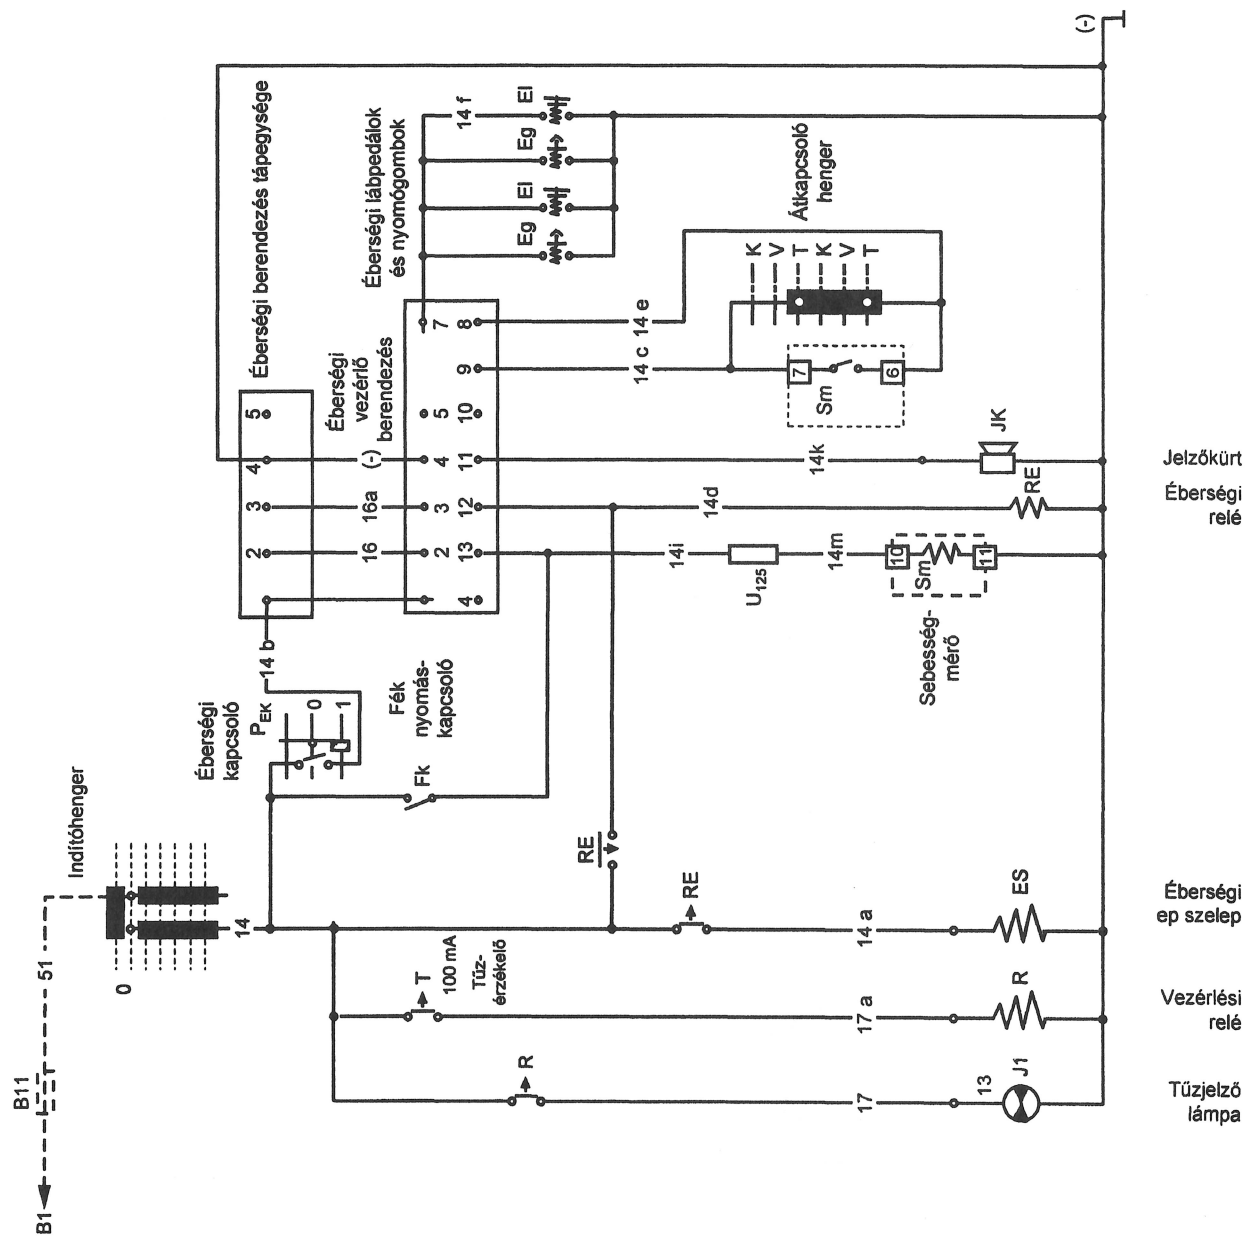 B1
51
B11
0
Indítóhenger
14
Éberségi
kapcsoló
P_EK
0
1
14 b
Fék
nyomás-
kapcsoló
Fk
Éberségi berendezés tápegysége
2
3
4
5
16
16a
(-)
Éberségi
vezérlő
berendezés
2
3
4
5
7
4
13
12
11
10
9
8
Éberségi lábpedálok
és nyomógombok
14 f
Eg
El
Eg
El
(-)
14 e
14 c
Átkapcsoló
henger
K
V
T
K
V
T
7
Sm
6
14k
JK
14d
RE
14i
U125
14m
10
Sm
11
Sebesség-
mérő
RE
RE
14 a
ES
T
100 mA
Tűz-
érzékelő
17 a
R
R
17
13
J1
Jelzőkürt
Éberségi
relé
Éberségi
ep szelep
Vezérlési
relé
Tűzjelző
lámpa